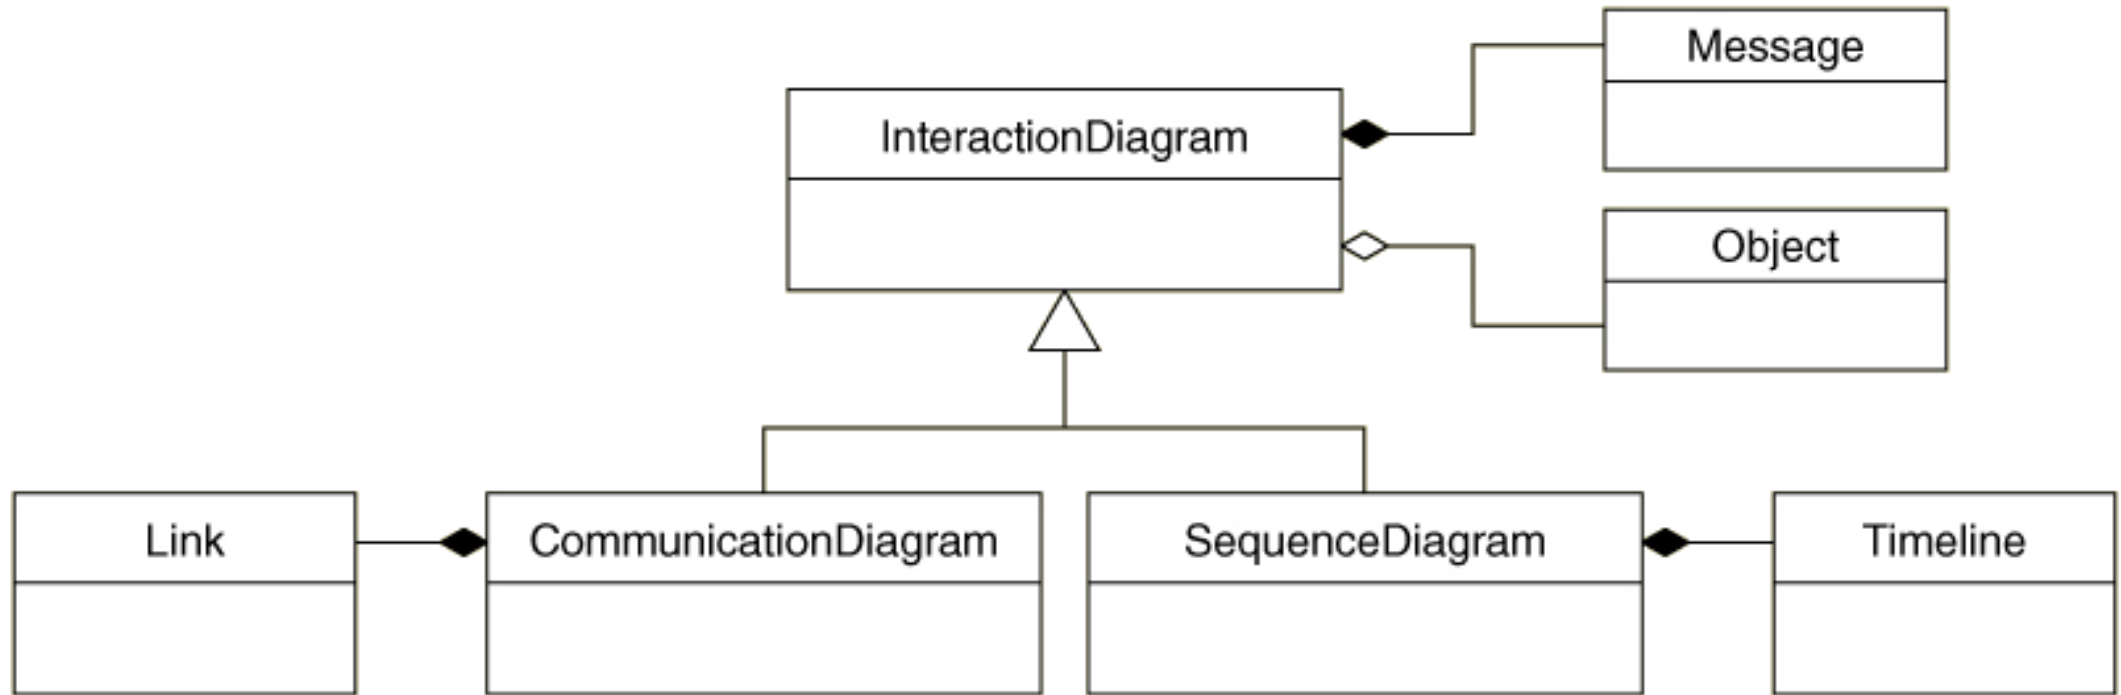 Message
InteractionDiagram
Object
Link
CommunicationDiagram
SequenceDiagram
Timeline